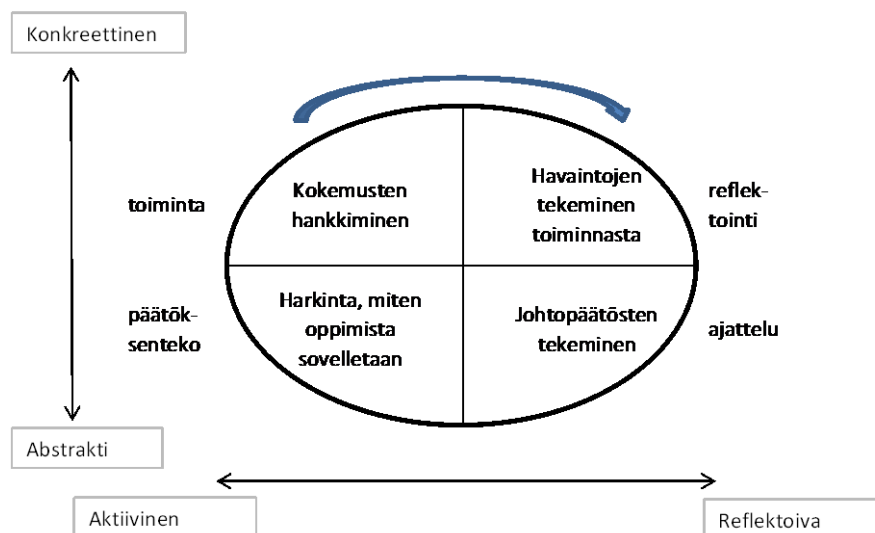 Konkreettinen
toiminta
Kokemusten
hankkiminen
Havaintojen
tekeminen
toiminnasta
reflek-
tointi
päätök-
senteko
Harkinta, miten
oppimista
sovelletaan
Johtopäätösten
tekeminen
ajattelu
Abstrakti
Aktiivinen
Reflektoiva